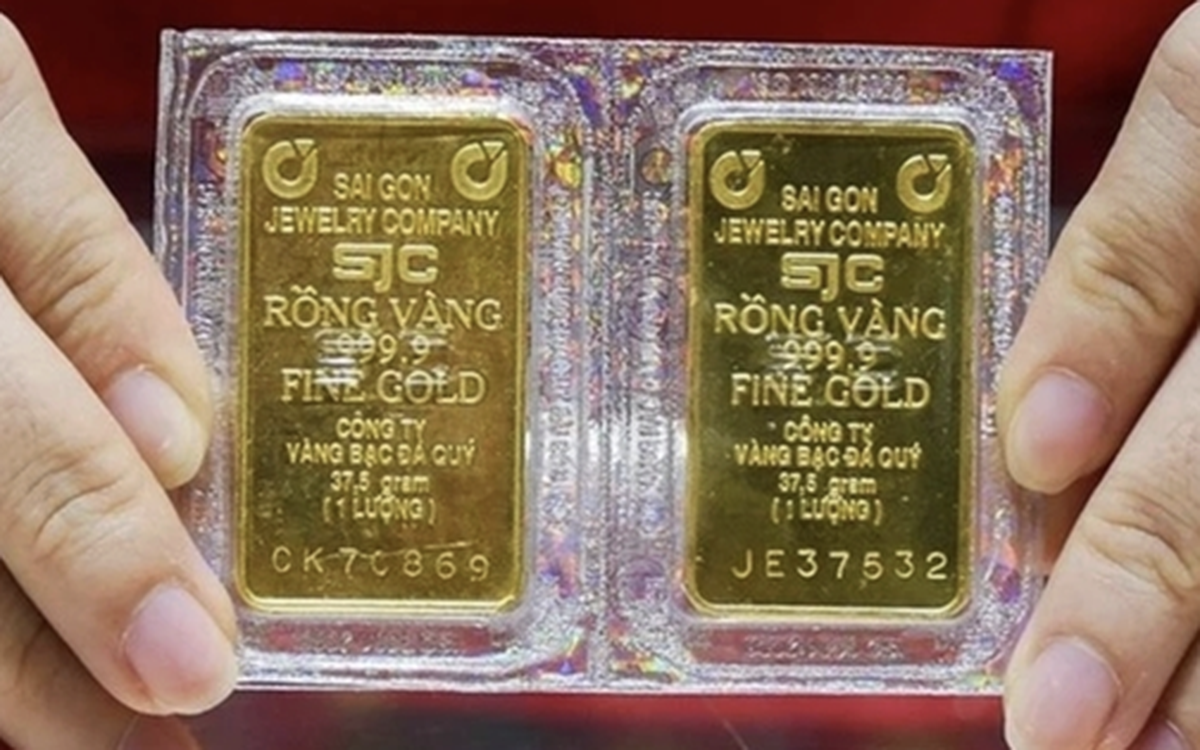 SAI GON
JEWELRY COMPANY
SJC
RỒNG VÀNG
999.9
FINE GOLD
CÔNG TY
VÀNG BẠC ĐÁ QUÝ
37,5 gram
(1 LƯỢNG)
CK70869
SAI GON
JEWELRY COMPANY
SJC
RỒNG VÀNG
999.9
FINE GOLD
CÔNG TY
VÀNG BẠC ĐÁ QUÝ
37,5 gram
(1 LƯỢNG)
JE37532